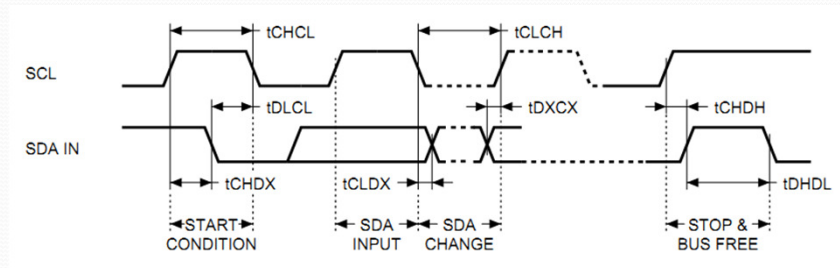 tCHCL
tCLCH
SCL
tDLCL
tDXCX
tCHDH
SDA IN
tCHDX
tCLDX
tDHDL
START
CONDITION
SDA
INPUT
SDA
CHANGE
STOP &
BUS FREE